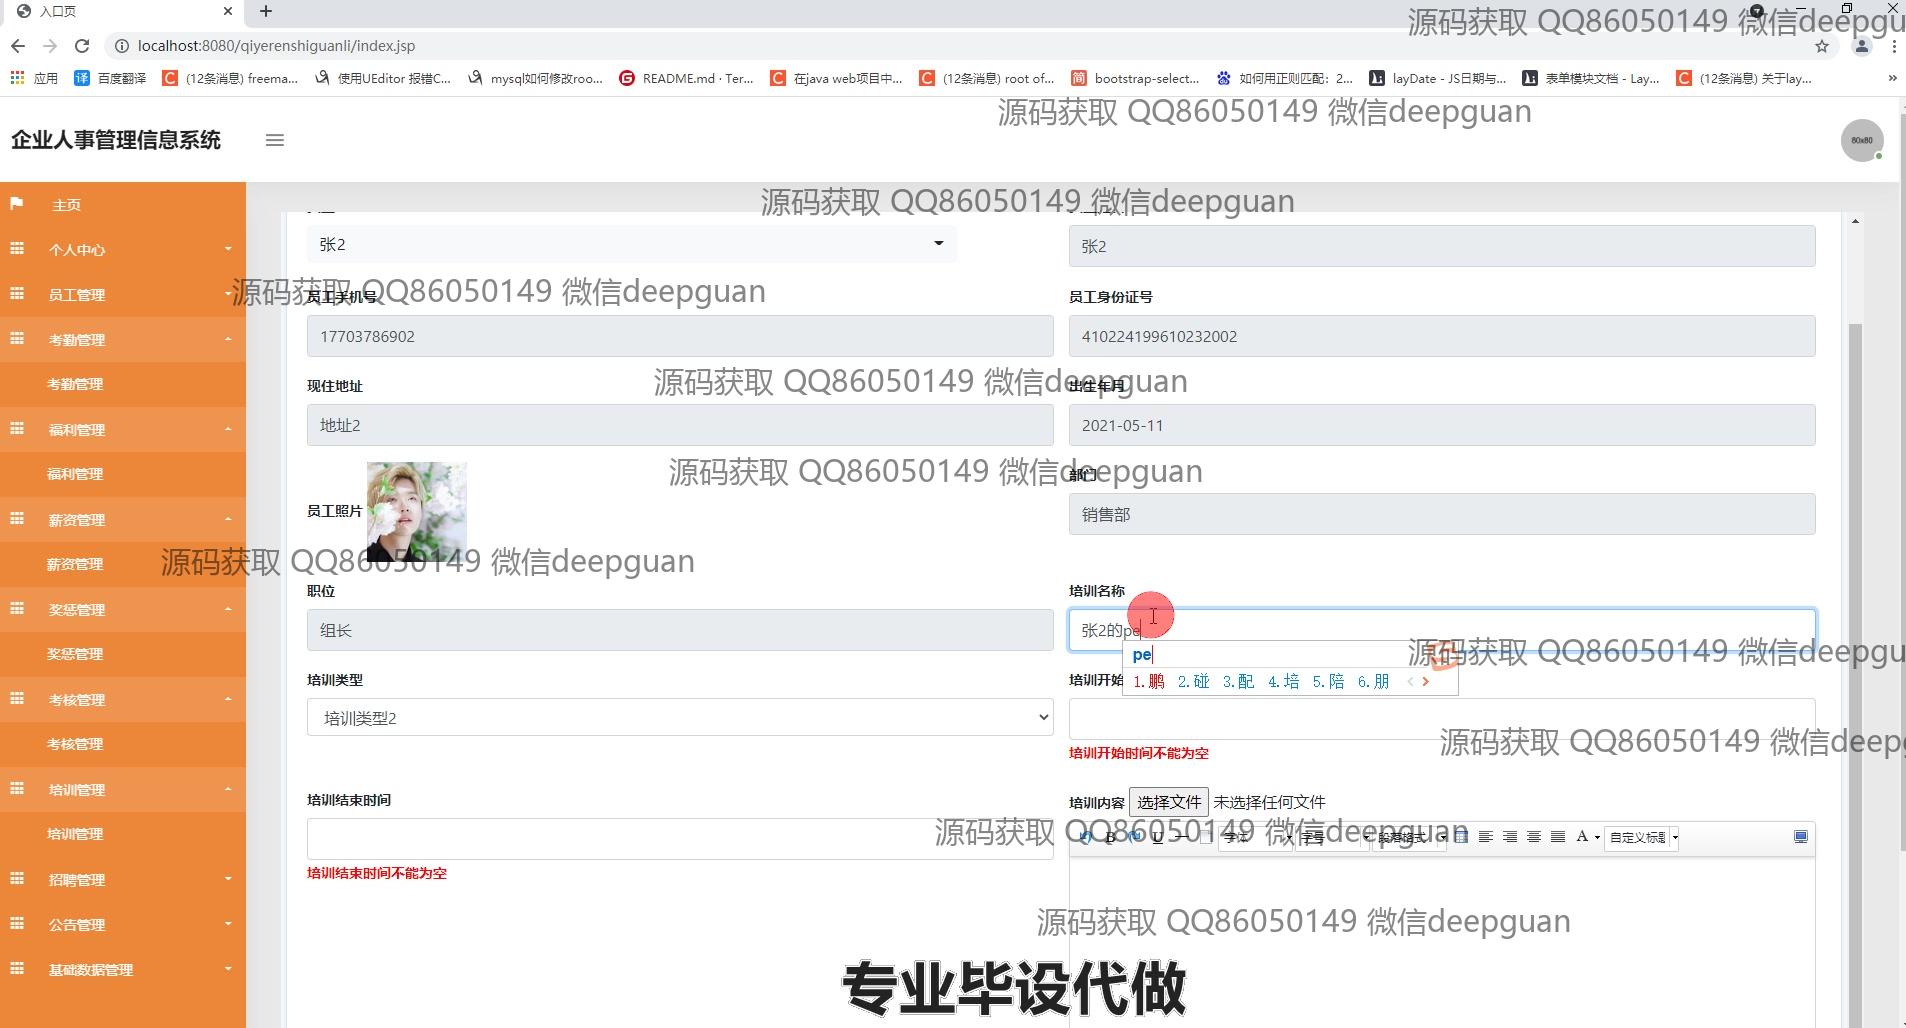 入口页
源码获取 QQ86050149 微信deepgu
localhost:8080/qiyerenshiguanli/index.jsp
应用
百度翻译
(12条消息) freema...
使用UEditor 报错C...
mysql如何修改roo...
README.md · Ter...
在java web项目中...
(12条消息) root of...
bootstrap-select...
如何用正则匹配：2...
layDate - JS日期与...
表单模块文档 - Lay...
(12条消息) 关于lay...
»
源码获取 QQ86050149 微信deepguan
企业人事管理信息系统
80x80
源码获取 QQ86050149 微信deepguan
主页
个人中心
员工管理
考勤管理
考勤管理
福利管理
福利管理
薪资管理
薪资管理
奖惩管理
奖惩管理
考核管理
考核管理
培训管理
培训管理
招聘管理
公告管理
基础数据管理
张2
张2
源码获取 QQ86050149 微信deepguan
员工手机号
员工身份证号
17703786902
410224199610232002
源码获取 QQ86050149 微信deepguan
现住地址
出生年月
地址2
2021-05-11
源码获取 QQ86050149 微信deepguan
员工照片
部门
销售部
源码获取 QQ86050149 微信deepguan
职位
培训名称
组长
张2的pe
pe
1.鹏 2.碰 3.配 4.培 5.陪 6.朋
源码获取 QQ86050149 微信deepgu
培训类型
培训开始
培训类型2
培训开始时间不能为空
源码获取 QQ86050149 微信deep
培训结束时间
培训内容 选择文件 未选择任何文件
源码获取 QQ86050149 微信deepguan
B U 字体 字号 段落格式 A 自定义标题
培训结束时间不能为空
源码获取 QQ86050149 微信deepguan
专业毕设代做